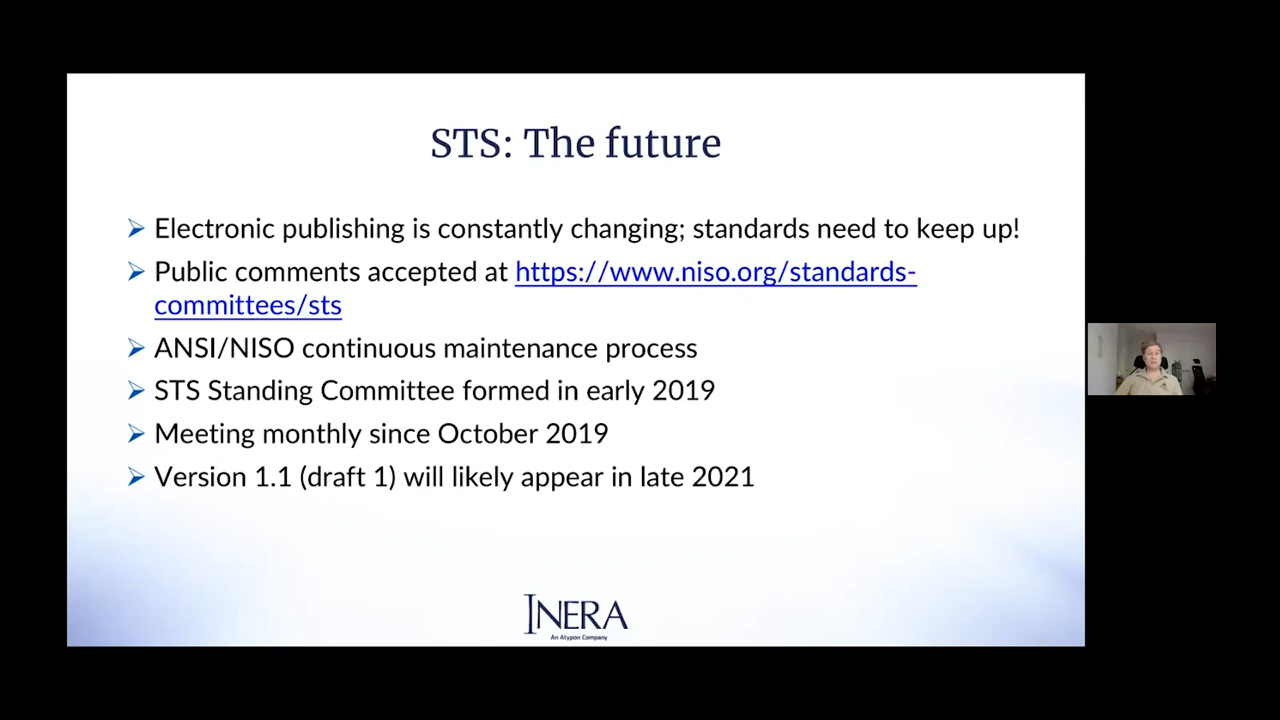 STS: The future
Electronic publishing is constantly changing; standards need to keep up!
Public comments accepted at https://www.niso.org/standards-
committees/sts
ANSI/NISO continuous maintenance process
STS Standing Committee formed in early 2019
Meeting monthly since October 2019
Version 1.1 (draft 1) will likely appear in late 2021
INERA
An Atypon Company